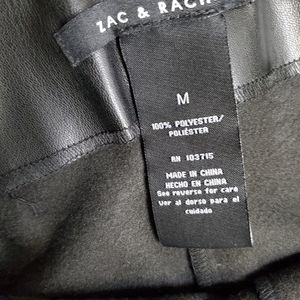 ZAC & RACH
M
100% POLYESTER/
POLIÉSTER
RN 103715
MADE IN CHINA
HECHO EN CHINA
See reverse for care
Ver al dorso para el
cuidado